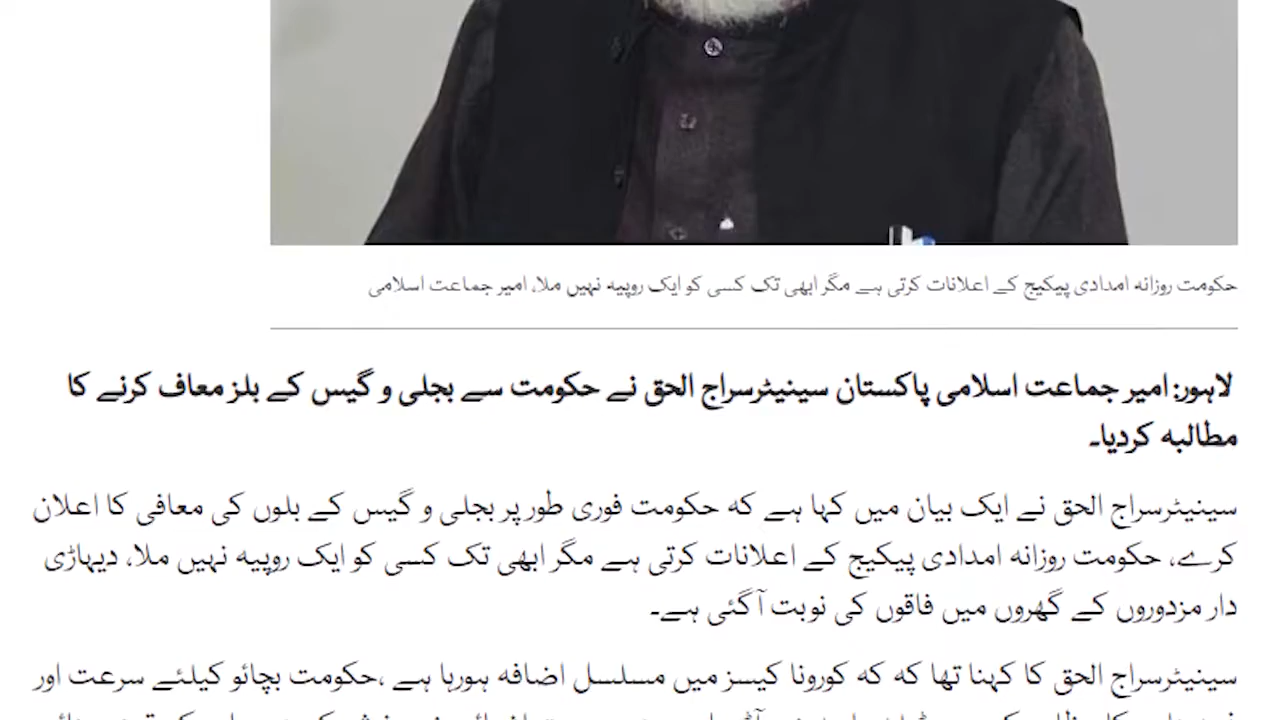 حکومت روزانہ امدادی پیکیج کے اعلانات کرتی ہے مگر ابھی تک کسی کو ایک روپیہ نہیں ملا، امیر جماعت اسلامی
لاہور: امیر جماعت اسلامی پاکستان سینیٹرسراج الحق نے حکومت سے بجلی و گیس کے بلز معاف کرنے کا
مطالبہ کردیا۔
سینیٹرسراج الحق نے ایک بیان میں کہا ہے کہ حکومت فوری طور پر بجلی و گیس کے بلوں کی معافی کا اعلان
کرے، حکومت روزانہ امدادی پیکیج کے اعلانات کرتی ہے مگر ابھی تک کسی کو ایک روپیہ نہیں ملا، دیہاڑی
دار مزدوروں کے گھروں میں فاقوں کی نوبت آگئی ہے۔
سینیٹرسراج الحق کا کہنا تھا کہ کہ کورونا کیسز میں مسلسل اضافہ ہورہا ہے ،حکومت بچائو کیلئے سرعت اور